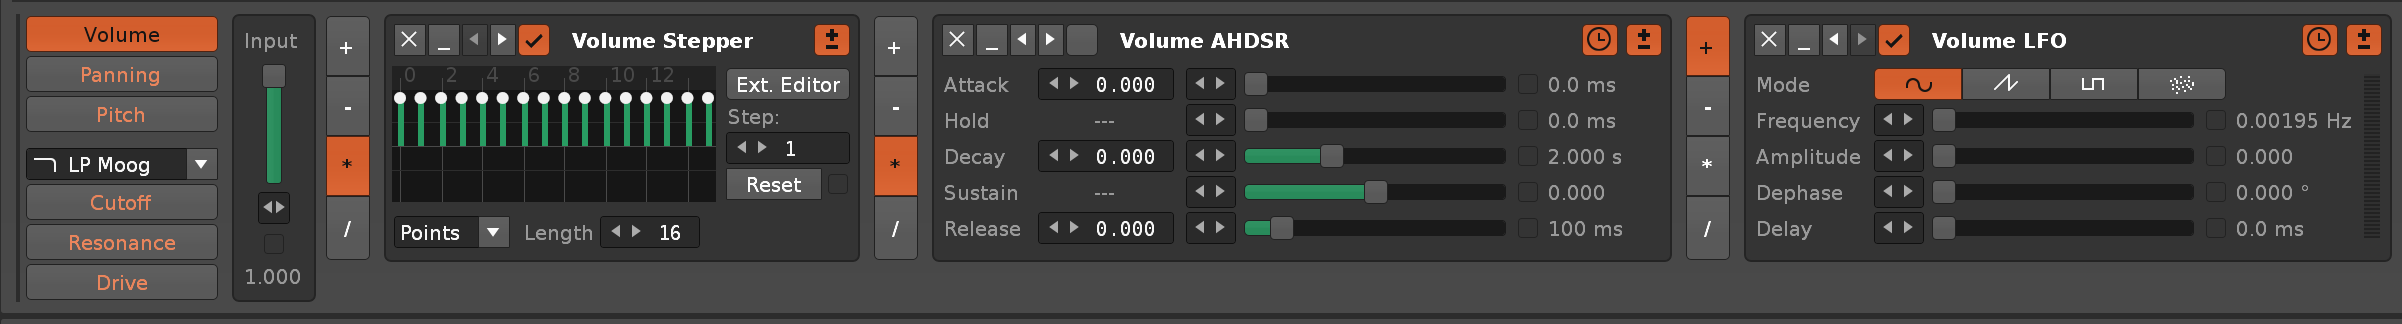 Volume
Panning
Pitch
LP Moog
Cutoff
Resonance
Drive
Input
1.000
+
-
*
/
Volume Stepper
±
0 2 4 6 8 10 12
Ext. Editor
Step:
1
Reset
Points
Length 16
+
-
*
/
Volume AHDSR
±
Attack 0.000 0.0 ms
Hold --- 0.0 ms
Decay 0.000 2.000 s
Sustain --- 0.000
Release 0.000 100 ms
+
-
*
/
Volume LFO
±
Mode
Frequency 0.00195 Hz
Amplitude 0.000
Dephase 0.000 °
Delay 0.0 ms